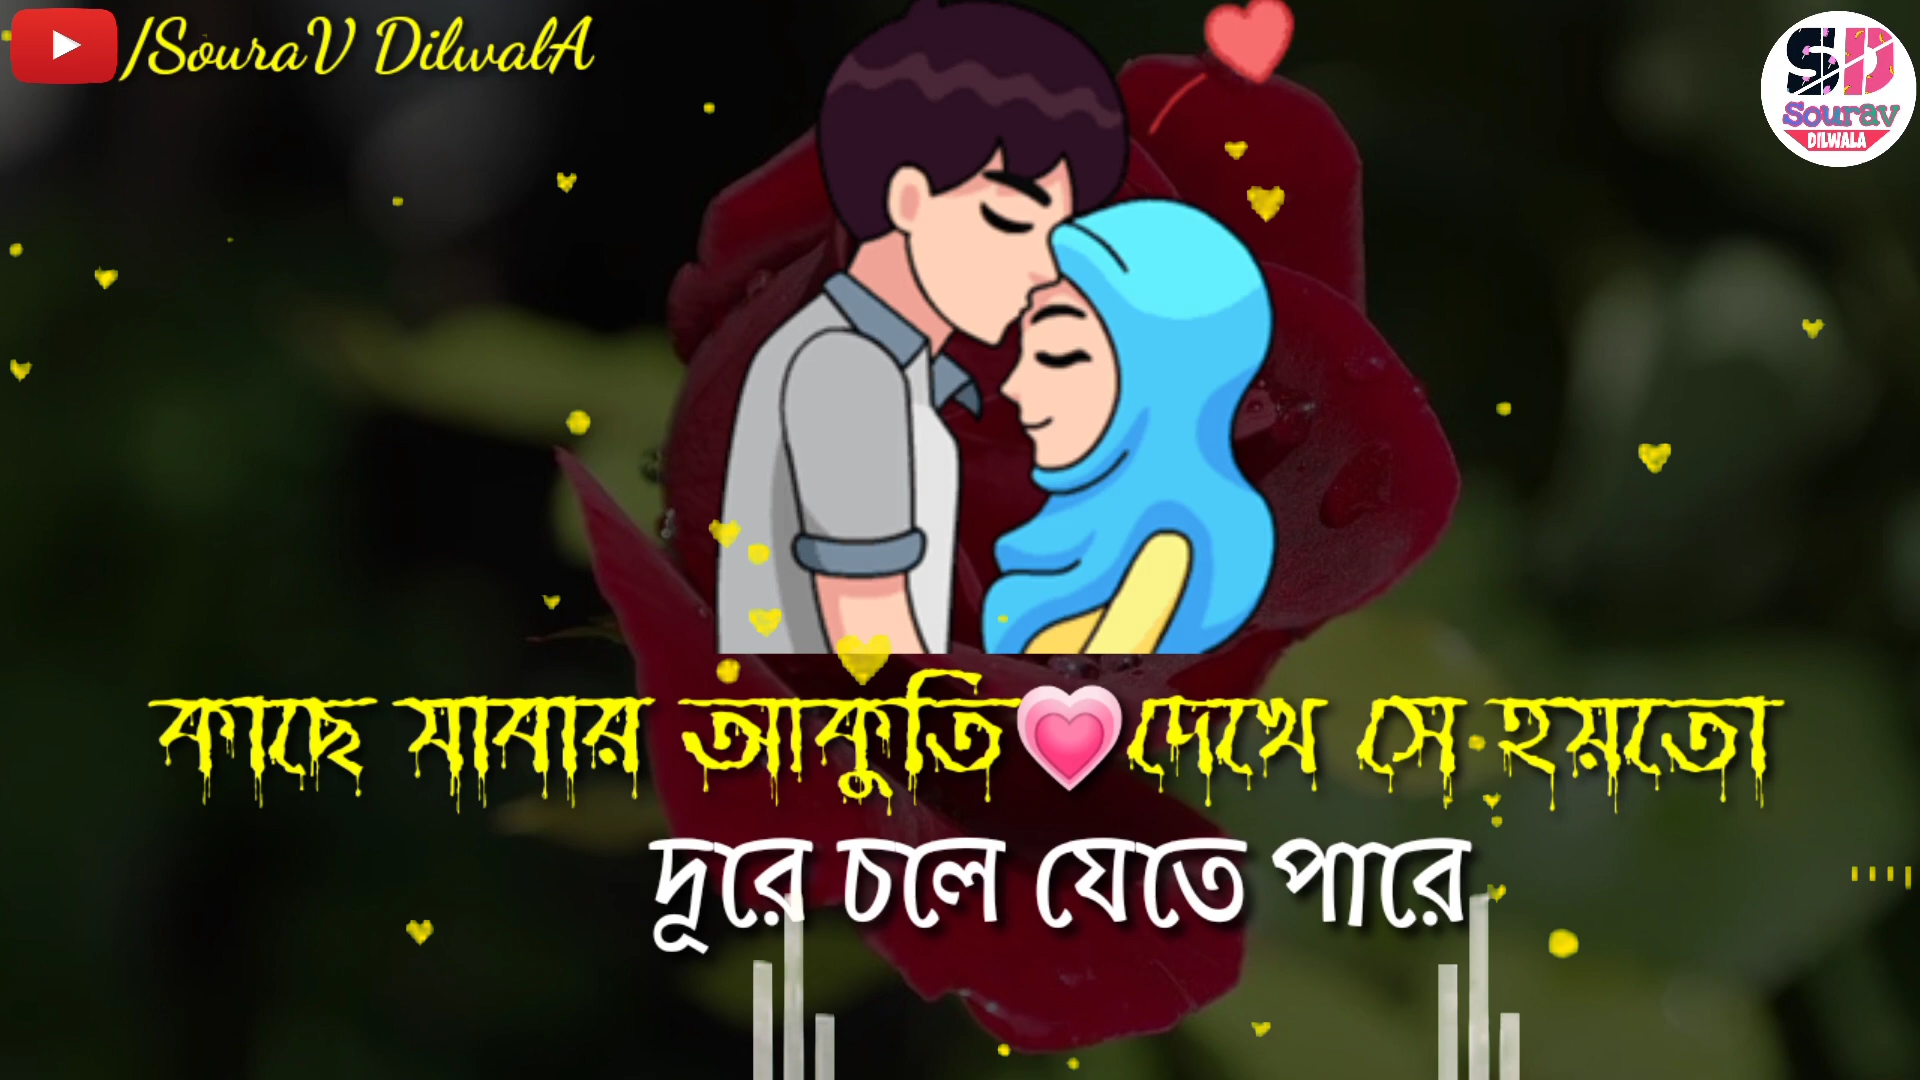 /SouraV DilwalA
SD
Sourav
DILWALA
কাছে যাবার আকুতি💗দেখে সে হয়তো
দূরে চলে যেতে পারে